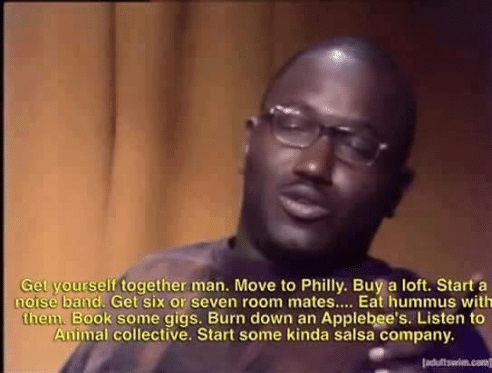 Get yourself together man. Move to Philly. Buy a loft. Start a
noise band. Get six or seven room mates.... Eat hummus with
them. Book some gigs. Burn down an Applebee's. Listen to
Animal collective. Start some kinda salsa company.
[adultswim.com]